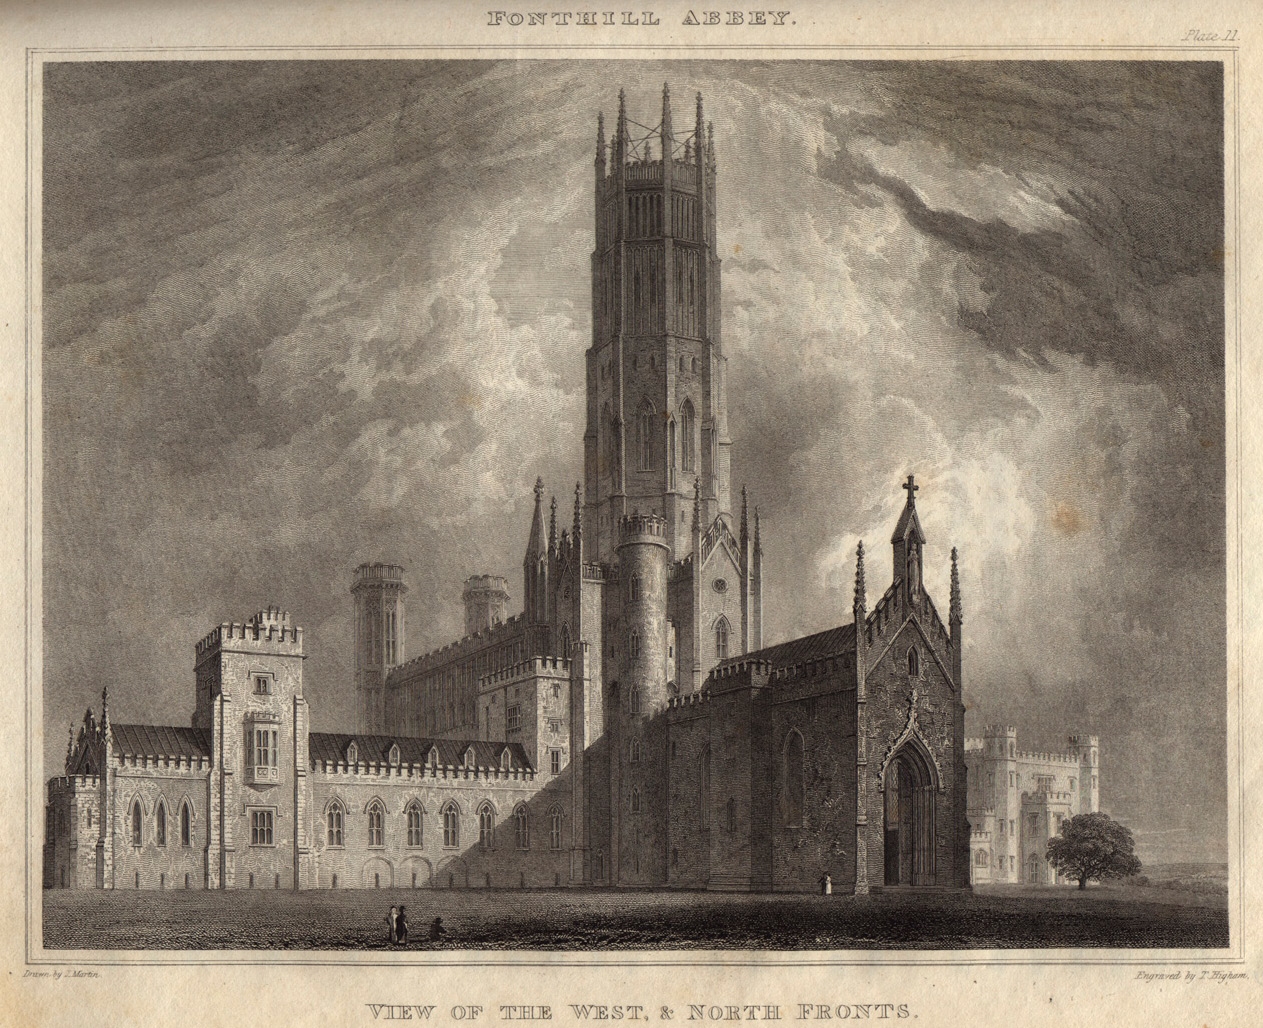 FONTHILL ABBEY.
Plate 11.
Drawn by J. Martin.
Engraved by T. Higham.
VIEW OF THE WEST, & NORTH FRONTS.